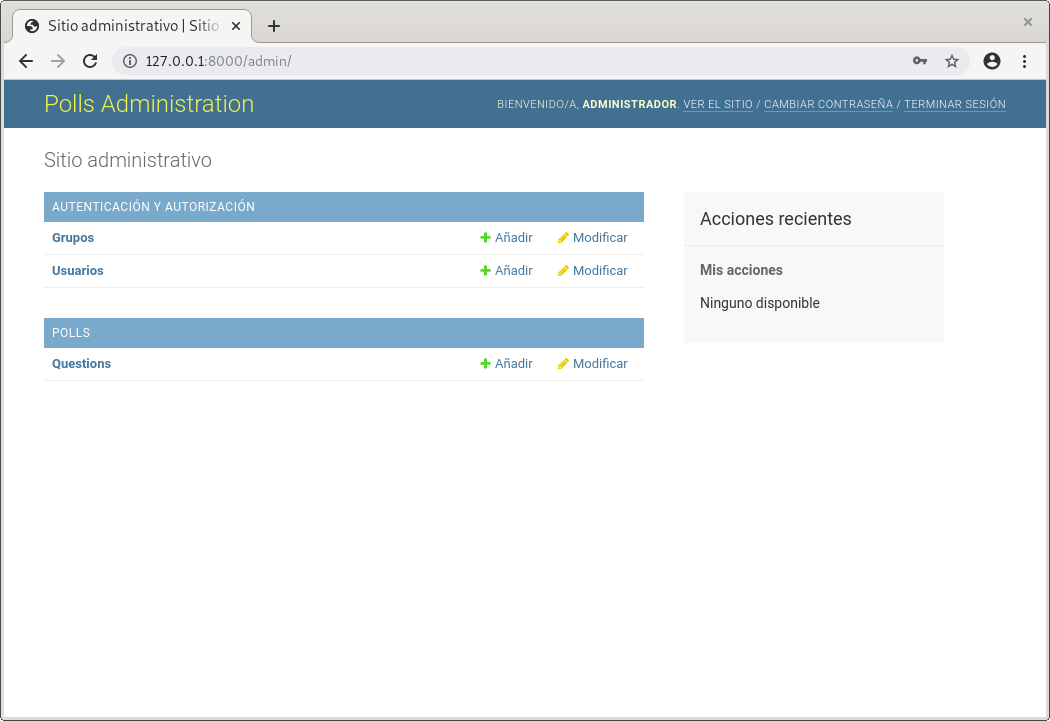 Sitio administrativo | Sitio
127.0.0.1:8000/admin/
Polls Administration
BIENVENIDO/A, ADMINISTRADOR. VER EL SITIO / CAMBIAR CONTRASEÑA / TERMINAR SESIÓN
Sitio administrativo
AUTENTICACIÓN Y AUTORIZACIÓN
Grupos Añadir Modificar
Usuarios Añadir Modificar
POLLS
Questions Añadir Modificar
Acciones recientes
Mis acciones
Ninguno disponible